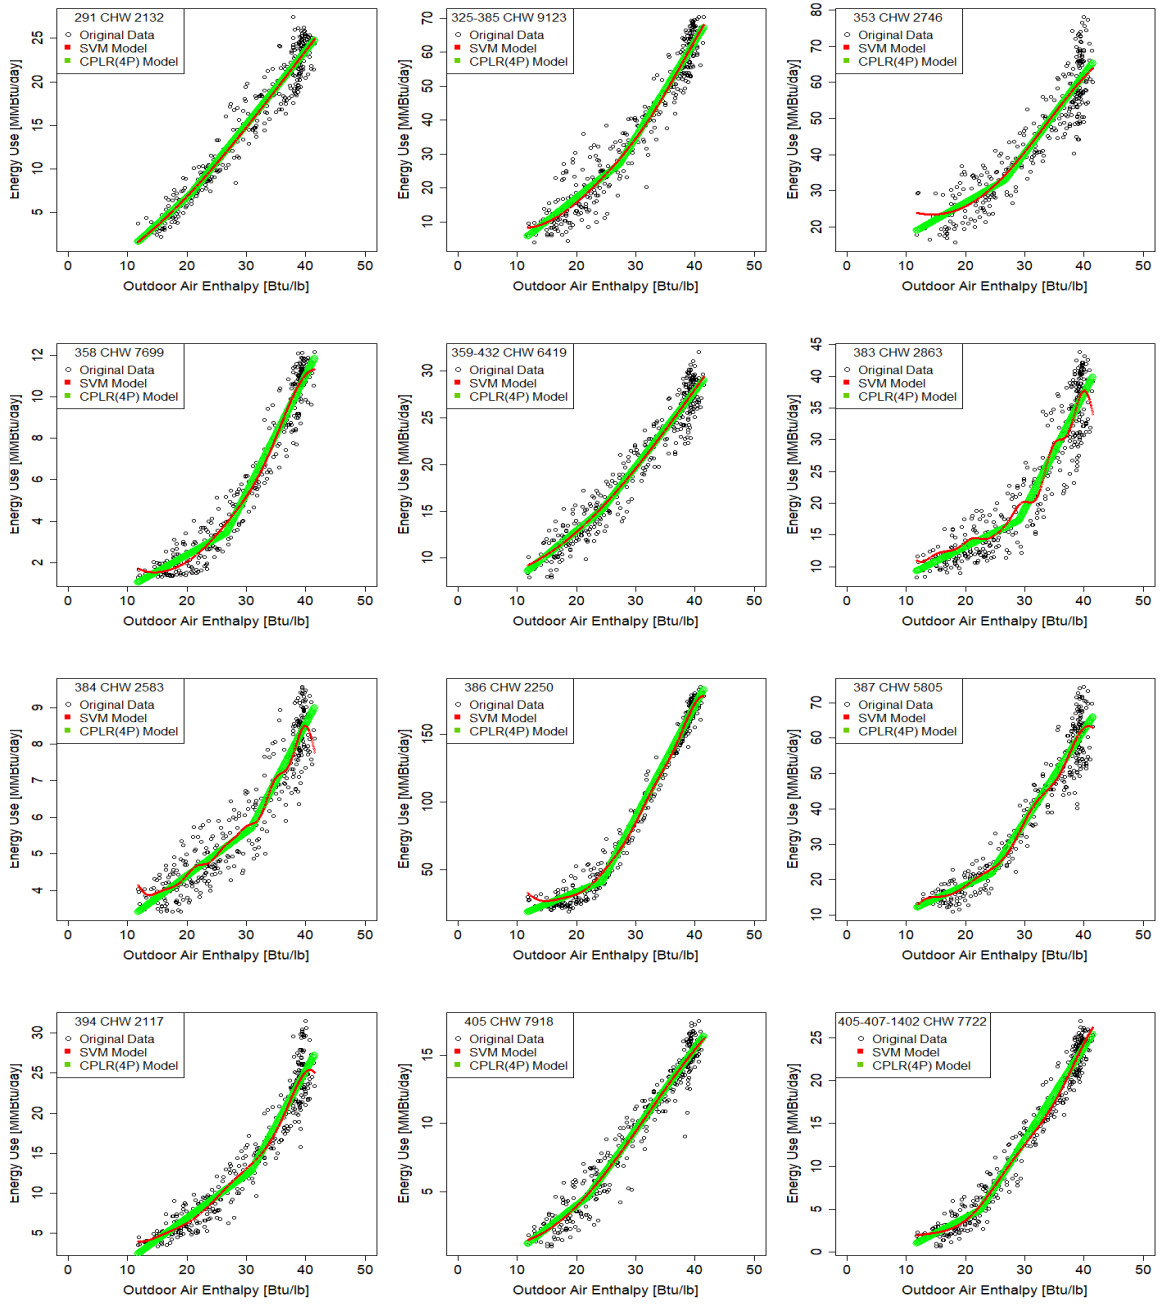 291 CHW 2132
Original Data
SVM Model
CPLR(4P) Model
Energy Use [MMBtu/day]
25
20
15
10
5
0 10 20 30 40 50
Outdoor Air Enthalpy [Btu/lb]
325-385 CHW 9123
Original Data
SVM Model
CPLR(4P) Model
Energy Use [MMBtu/day]
70
60
50
40
30
20
10
0 10 20 30 40 50
Outdoor Air Enthalpy [Btu/lb]
353 CHW 2746
Original Data
SVM Model
CPLR(4P) Model
Energy Use [MMBtu/day]
80
70
60
50
40
30
20
0 10 20 30 40 50
Outdoor Air Enthalpy [Btu/lb]
358 CHW 7699
Original Data
SVM Model
CPLR(4P) Model
Energy Use [MMBtu/day]
12
10
8
6
4
2
0 10 20 30 40 50
Outdoor Air Enthalpy [Btu/lb]
359-432 CHW 6419
Original Data
SVM Model
CPLR(4P) Model
Energy Use [MMBtu/day]
30
25
20
15
10
0 10 20 30 40 50
Outdoor Air Enthalpy [Btu/lb]
383 CHW 2863
Original Data
SVM Model
CPLR(4P) Model
Energy Use [MMBtu/day]
45
40
35
30
25
20
15
10
0 10 20 30 40 50
Outdoor Air Enthalpy [Btu/lb]
384 CHW 2583
Original Data
SVM Model
CPLR(4P) Model
Energy Use [MMBtu/day]
9
8
7
6
5
4
0 10 20 30 40 50
Outdoor Air Enthalpy [Btu/lb]
386 CHW 2250
Original Data
SVM Model
CPLR(4P) Model
Energy Use [MMBtu/day]
150
100
50
0 10 20 30 40 50
Outdoor Air Enthalpy [Btu/lb]
387 CHW 5805
Original Data
SVM Model
CPLR(4P) Model
Energy Use [MMBtu/day]
70
60
50
40
30
20
10
0 10 20 30 40 50
Outdoor Air Enthalpy [Btu/lb]
394 CHW 2117
Original Data
SVM Model
CPLR(4P) Model
Energy Use [MMBtu/day]
30
25
20
15
10
5
0 10 20 30 40 50
Outdoor Air Enthalpy [Btu/lb]
405 CHW 7918
Original Data
SVM Model
CPLR(4P) Model
Energy Use [MMBtu/day]
15
10
5
0 10 20 30 40 50
Outdoor Air Enthalpy [Btu/lb]
405-407-1402 CHW 7722
Original Data
SVM Model
CPLR(4P) Model
Energy Use [MMBtu/day]
25
20
15
10
5
0
0 10 20 30 40 50
Outdoor Air Enthalpy [Btu/lb]